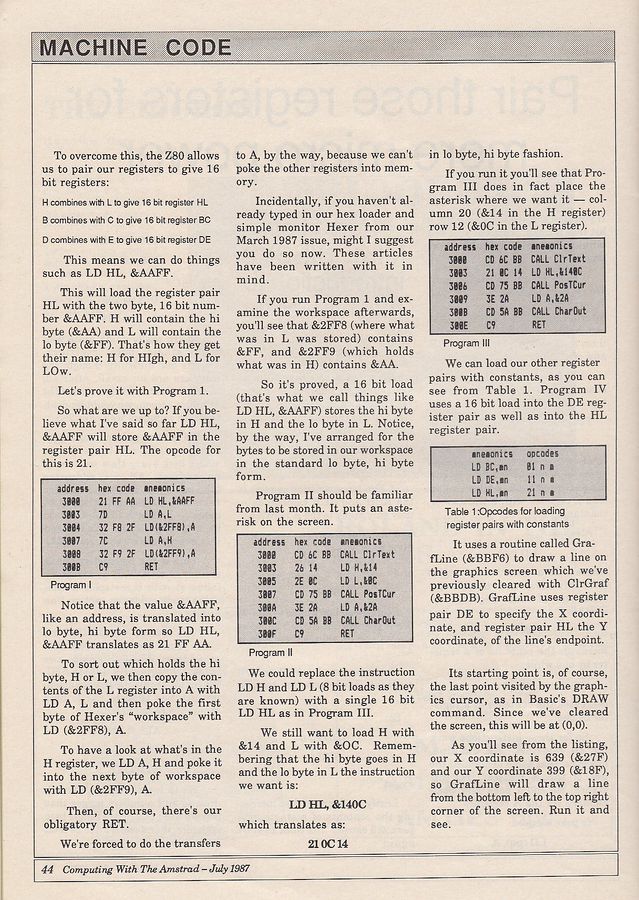 MACHINE CODE
To overcome this, the Z80 allows
us to pair our registers to give 16
bit registers:
H combines with L to give 16 bit register HL
B combines with C to give 16 bit register BC
D combines with E to give 16 bit register DE
This means we can do things
such as LD HL, &AAFF.
This will load the register pair
HL with the two byte, 16 bit num-
ber &AAFF. H will contain the hi
byte (&AA) and L will contain the
lo byte (&FF). That's how they get
their name: H for HIgh, and L for
LOw.
Let's prove it with Program 1.
So what are we up to? If you be-
lieve what I've said so far LD HL,
&AAFF will store &AAFF in the
register pair HL. The opcode for
this is 21.
address hex code mnemonics
3000 21 FF AA LD HL,&AAFF
3003 7D LD A,L
3004 32 F8 2F LD(&2FF8),A
3007 7C LD A,H
3008 32 F9 2F LD(&2FF9),A
300B C9 RET
Program I
Notice that the value &AAFF,
like an address, is translated into
lo byte, hi byte form so LD HL,
&AAFF translates as 21 FF AA.
To sort out which holds the hi
byte, H or L, we then copy the con-
tents of the L register into A with
LD A, L and then poke the first
byte of Hexer's "workspace" with
LD (&2FF8), A.
To have a look at what's in the
H register, we LD A, H and poke it
into the next byte of workspace
with LD (&2FF9), A.
Then, of course, there's our
obligatory RET.
We're forced to do the transfers
to A, by the way, because we can't
poke the other registers into mem-
ory.
Incidentally, if you haven't al-
ready typed in our hex loader and
simple monitor Hexer from our
March 1987 issue, might I suggest
you do so now. These articles
have been written with it in
mind.
If you run Program 1 and ex-
amine the workspace afterwards,
you'll see that &2FF8 (where what
was in L was stored) contains
&FF, and &2FF9 (which holds
what was in H) contains &AA.
So it's proved, a 16 bit load
(that's what we call things like
LD HL, &AAFF) stores the hi byte
in H and the lo byte in L. Notice,
by the way, I've arranged for the
bytes to be stored in our workspace
in the standard lo byte, hi byte
form.
Program II should be familiar
from last month. It puts an aste-
risk on the screen.
address hex code mnemonics
3000 CD 6C BB CALL ClrText
3003 26 14 LD H,&14
3005 2E 0C LD L,&0C
3007 CD 75 BB CALL PosTCur
300A 3E 2A LD A,&2A
300C CD 5A BB CALL CharOut
300F C9 RET
Program II
We could replace the instruction
LD H and LD L (8 bit loads as they
are known) with a single 16 bit
LD HL as in Program III.
We still want to load H with
&14 and L with &OC. Remem-
bering that the hi byte goes in H
and the lo byte in L the instruction
we want is:
LD HL, &140C
which translates as:
21 0C 14
in lo byte, hi byte fashion.
If you run it you'll see that Pro-
gram III does in fact place the
asterisk where we want it — col-
umn 20 (&14 in the H register)
row 12 (&0C in the L register).
address hex code mnemonics
3000 CD 6C BB CALL ClrText
3003 21 0C 14 LD HL,&140C
3006 CD 75 BB CALL PosTCur
3009 3E 2A LD A,&2A
300B CD 5A BB CALL CharOut
300E C9 RET
Program III
We can load our other register
pairs with constants, as you can
see from Table 1. Program IV
uses a 16 bit load into the DE reg-
ister pair as well as into the HL
register pair.
mnemonics opcodes
LD BC,mn 01 n m
LD DE,mn 11 n m
LD HL,mn 21 n m
Table 1:Opcodes for loading
register pairs with constants
It uses a routine called Gra-
fLine (&BBF6) to draw a line on
the graphics screen which we've
previously cleared with ClrGraf
(&BBDB). GrafLine uses register
pair DE to specify the X coordi-
nate, and register pair HL the Y
coordinate, of the line's endpoint.
Its starting point is, of course,
the last point visited by the graph-
ics cursor, as in Basic's DRAW
command. Since we've cleared
the screen, this will be at (0,0).
As you'll see from the listing,
our X coordinate is 639 (&27F)
and our Y coordinate 399 (&18F),
so GrafLine will draw a line
from the bottom left to the top right
corner of the screen. Run it and
see.
44 Computing With The Amstrad – July 1987